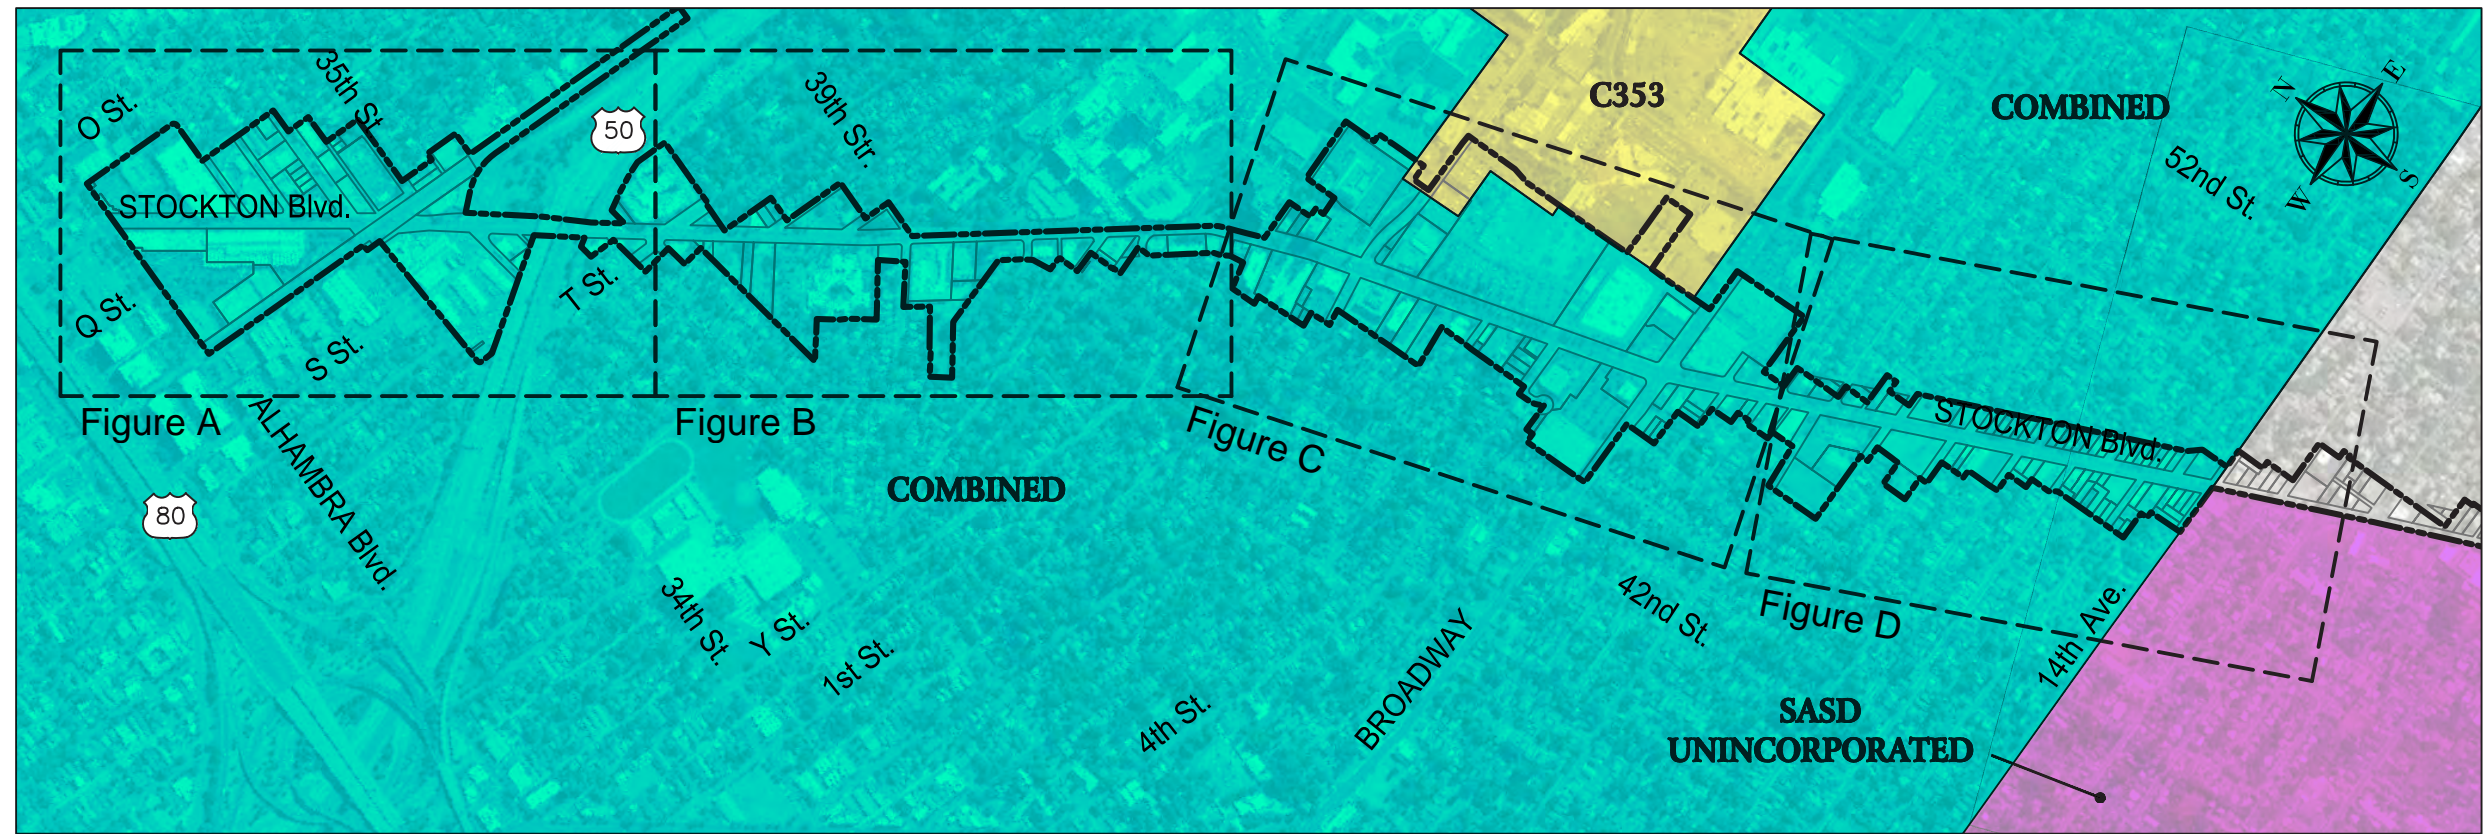 35th St
O St.
STOCKTON Blvd.
Q St.
S St.
T St.
50
39th Str.
C353
COMBINED
52nd St.
N
E
S
W
Figure A
Figure B
Figure C
Figure D
STOCKTON Blvd.
ALHAMBRA Blvd.
80
COMBINED
34th St.
Y St.
1st St.
4th St.
BROADWAY
42nd St.
14th Ave.
SASD
UNINCORPORATED